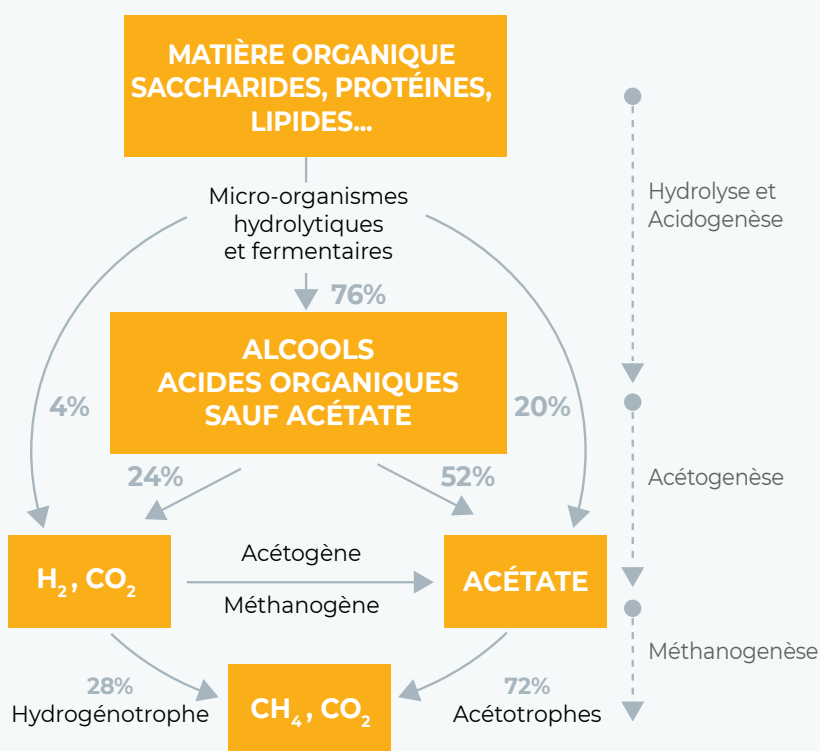 MATIÈRE ORGANIQUE
SACCHARIDES, PROTÉINES,
LIPIDES...
Micro-organismes
hydrolytiques
et fermentaires
Hydrolyse et
Acidogenèse
76%
ALCOOLS
ACIDES ORGANIQUES
SAUF ACÉTATE
4%
20%
24%
52%
Acétogenèse
H₂, CO₂
Acétogène
Méthanogène
ACÉTATE
Méthanogenèse
28%
Hydrogénotrophe
CH₄, CO₂
72%
Acétotrophes